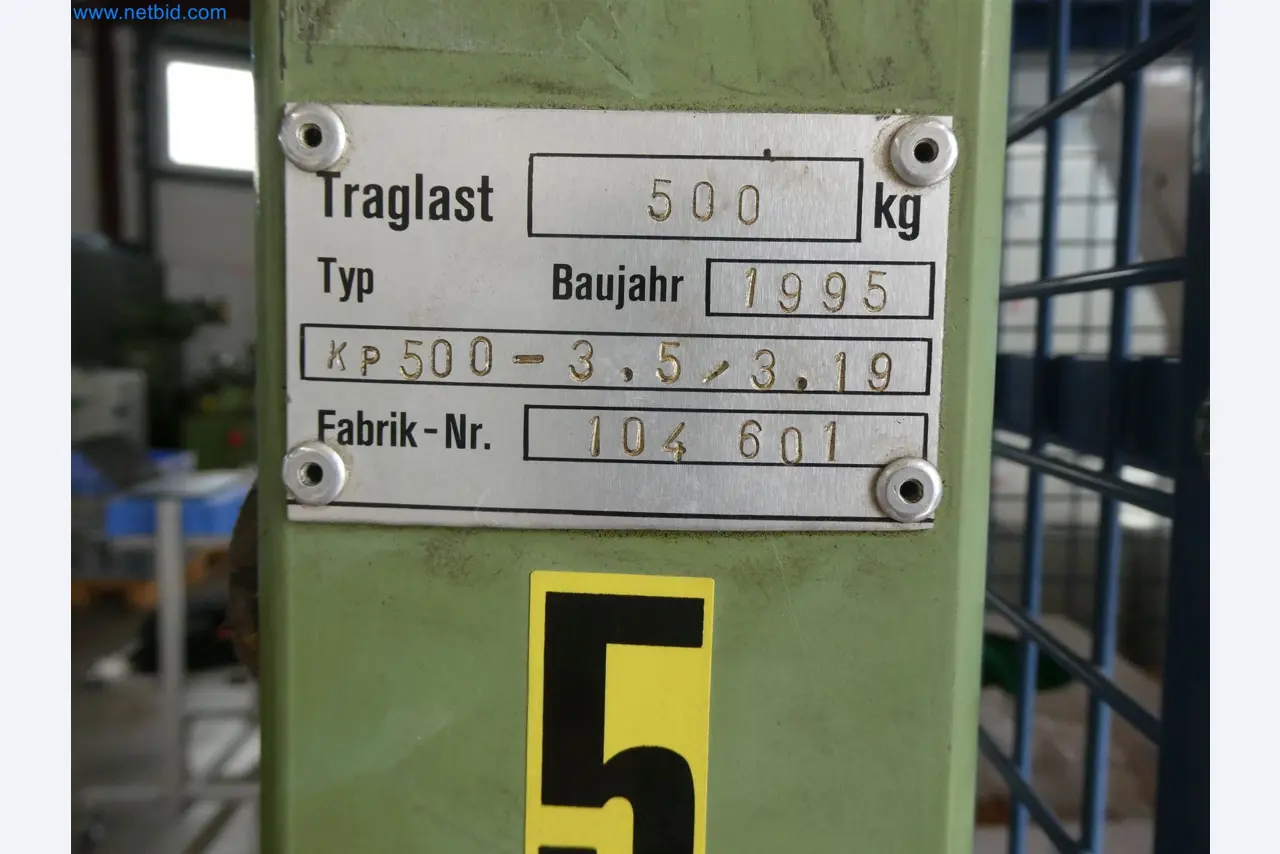 www.netbid.com
Traglast 500 kg
Typ Baujahr 1995
KP500-3.5/3.19
Fabrik-Nr. 104 601
5